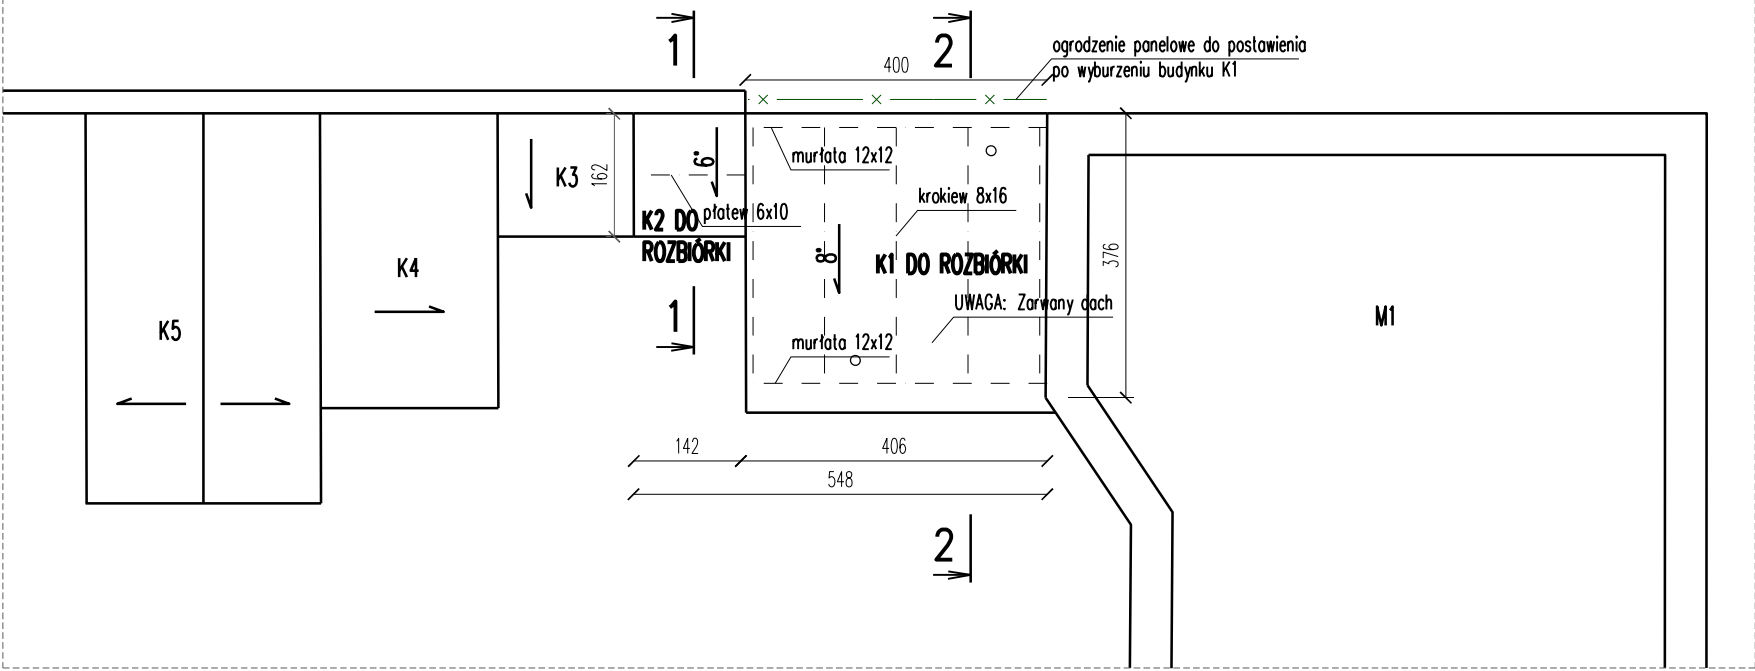 1
2
ogrodzenie panelowe do postawienia
po wyburzeniu budynku K1
400
murłata 12x12
6°
K3
162
krokiew 8x16
płatew 6x10
K2 DO
ROZBIÓRKI
8°
K1 DO ROZBIÓRKI
376
K4
UWAGA: Zarwany dach
1
M1
K5
murłata 12x12
142
406
548
2